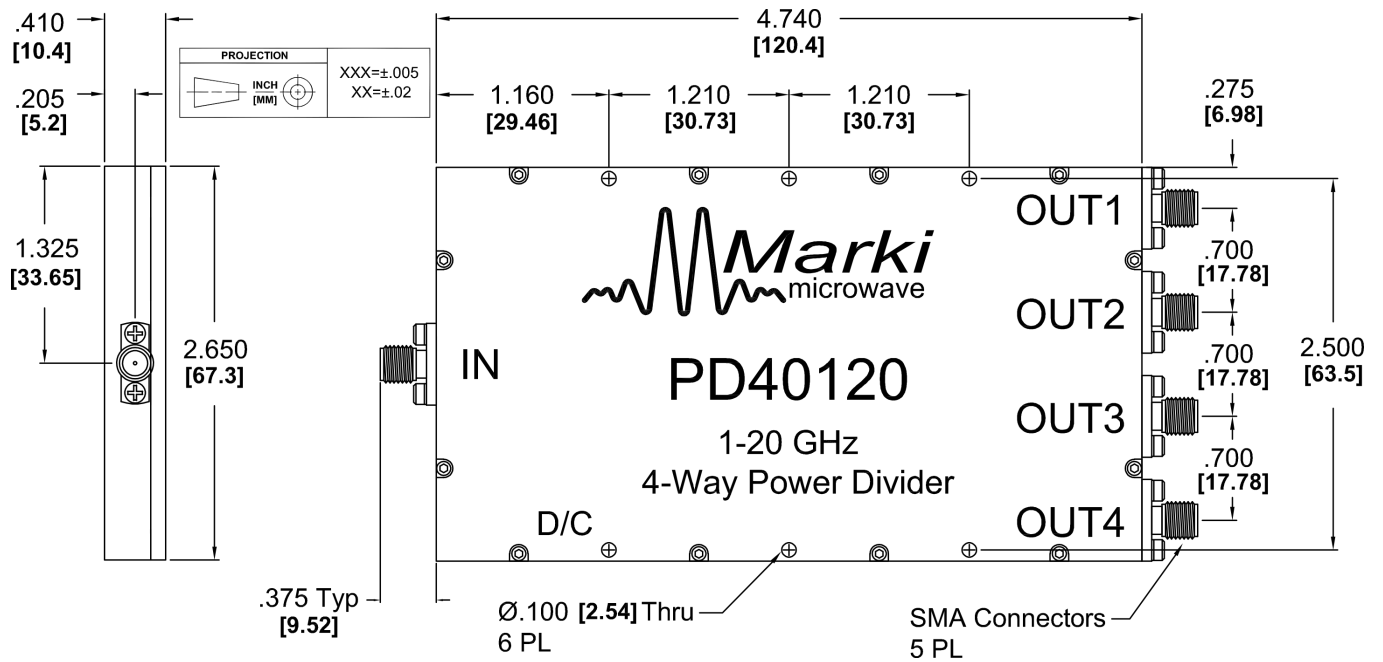 .410
[10.4]
.205
[5.2]
PROJECTION
INCH
[MM]
XXX=±.005
XX=±.02
4.740
[120.4]
1.160
[29.46]
1.210
[30.73]
1.210
[30.73]
.275
[6.98]
1.325
[33.65]
2.650
[67.3]
Marki
microwave
IN
PD40120
1-20 GHz
4-Way Power Divider
D/C
OUT1
OUT2
OUT3
OUT4
.700
[17.78]
.700
[17.78]
.700
[17.78]
2.500
[63.5]
.375 Typ
[9.52]
Ø.100 [2.54] Thru
6 PL
SMA Connectors
5 PL